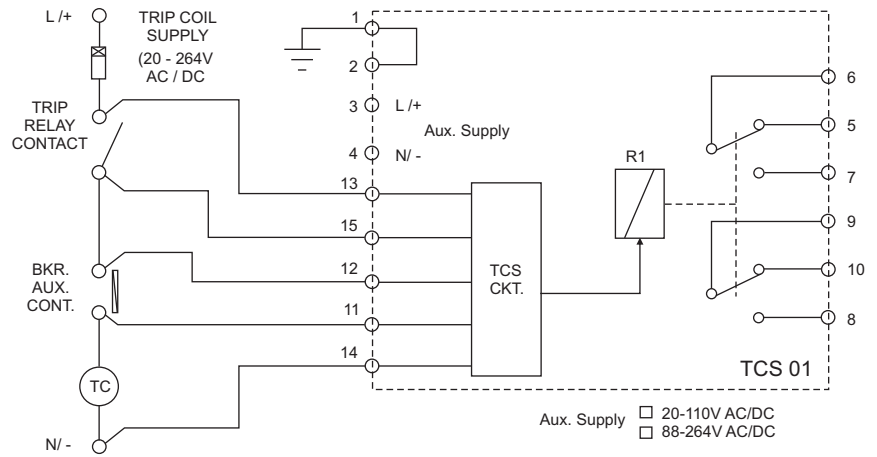 L /+
TRIP COIL
SUPPLY
(20 - 264V
AC / DC
TRIP
RELAY
CONTACT
BKR.
AUX.
CONT.
TC
N/ -
1
2
3
L /+
Aux. Supply
4
N/ -
13
15
12
11
14
TCS
CKT.
R1
6
5
7
9
10
8
TCS 01
Aux. Supply
20-110V AC/DC
88-264V AC/DC